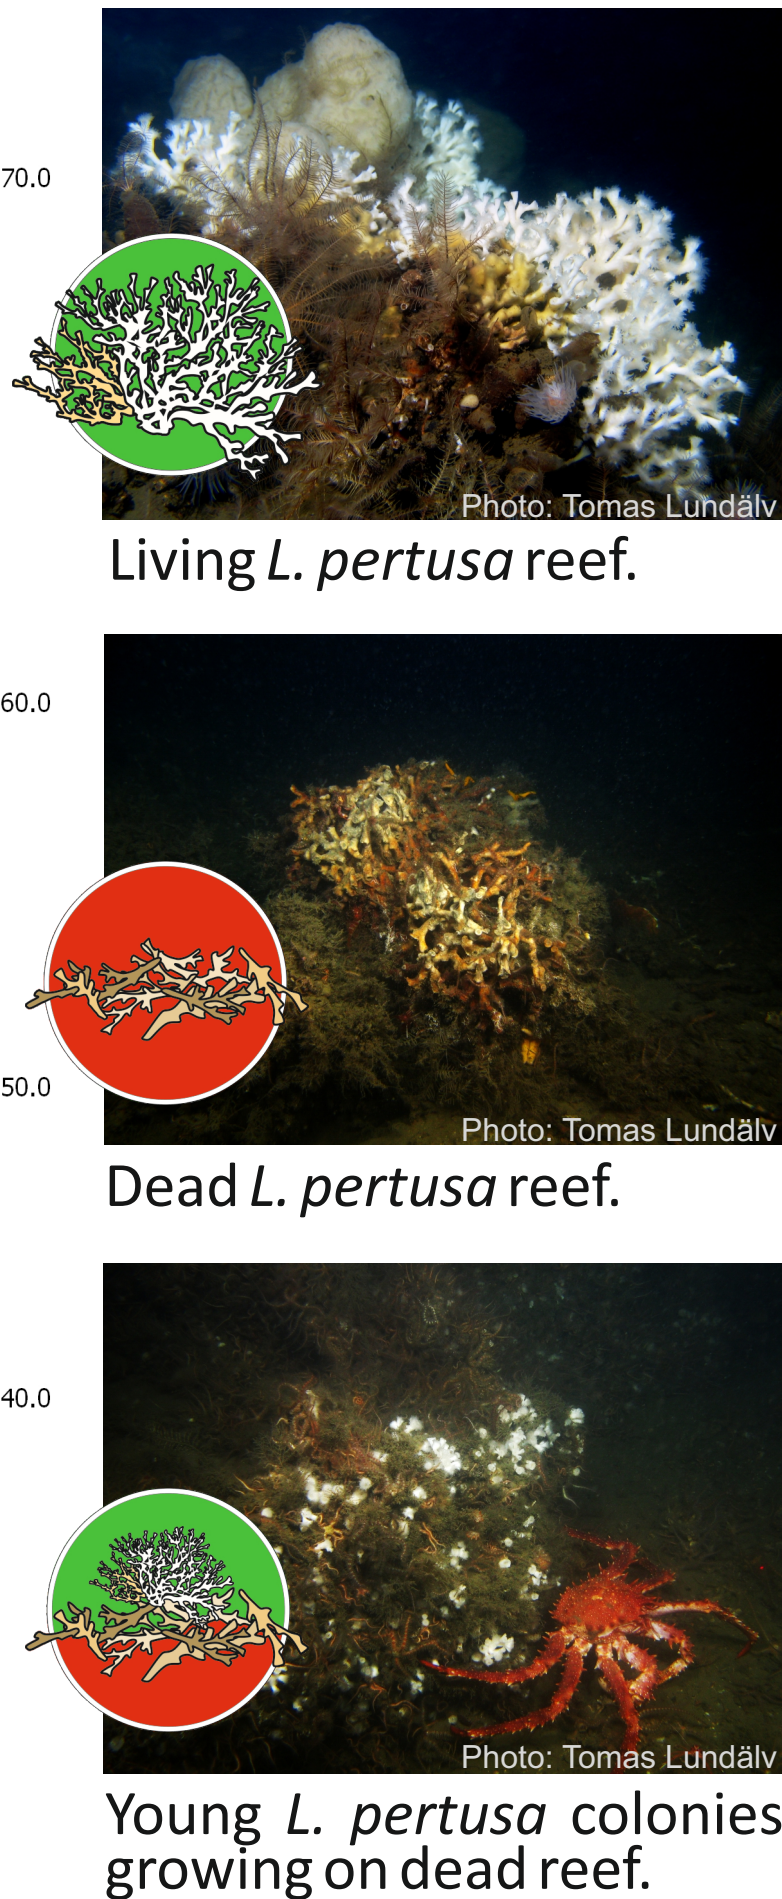 70.0
Photo: Tomas Lundälv
Living L. pertusa reef.
60.0
50.0
Photo: Tomas Lundälv
Dead L. pertusa reef.
40.0
Photo: Tomas Lundälv
Young L. pertusa colonies
growing on dead reef.